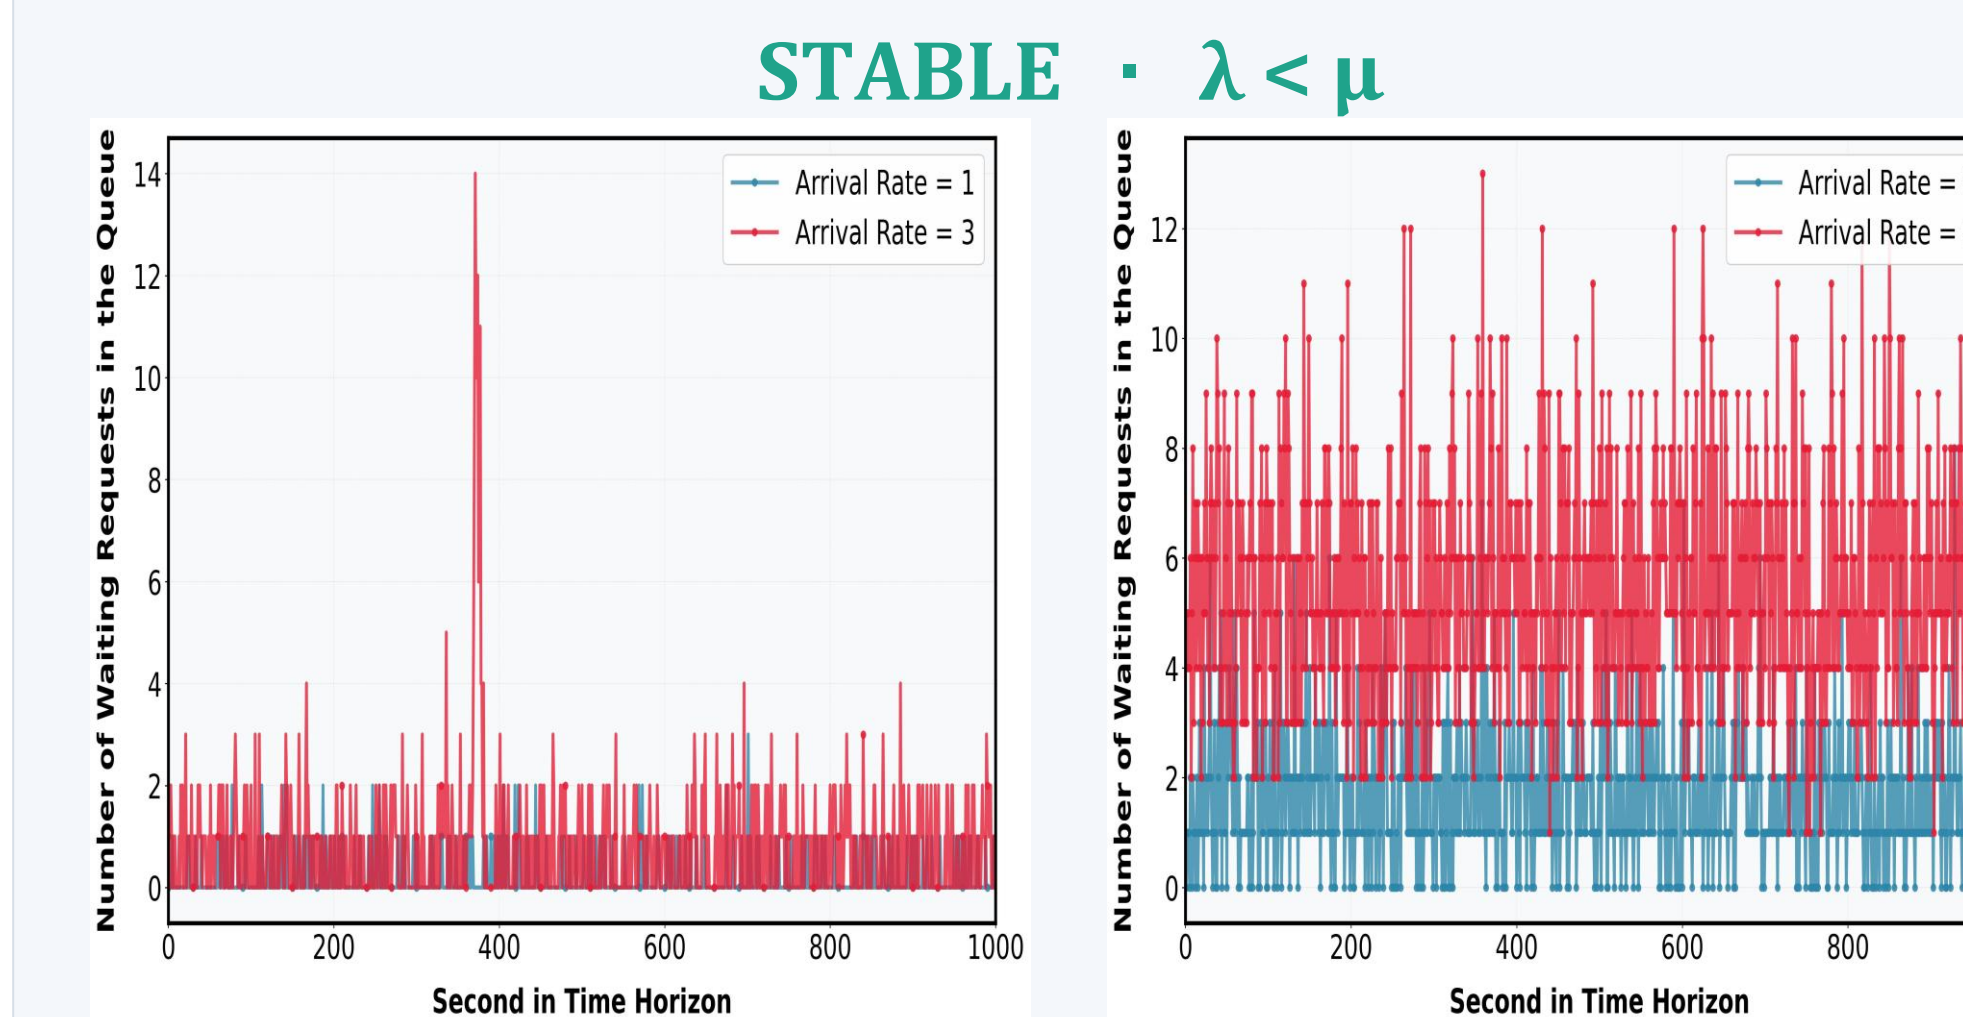 STABLE · λ < μ
Number of Waiting Requests in the Queue
14
12
10
8
6
4
2
0
Arrival Rate = 1
Arrival Rate = 3
0 200 400 600 800 1000
Second in Time Horizon
Number of Waiting Requests in the Queue
12
10
8
6
4
2
0
Arrival Rate =
Arrival Rate =
0 200 400 600 800
Second in Time Horizon